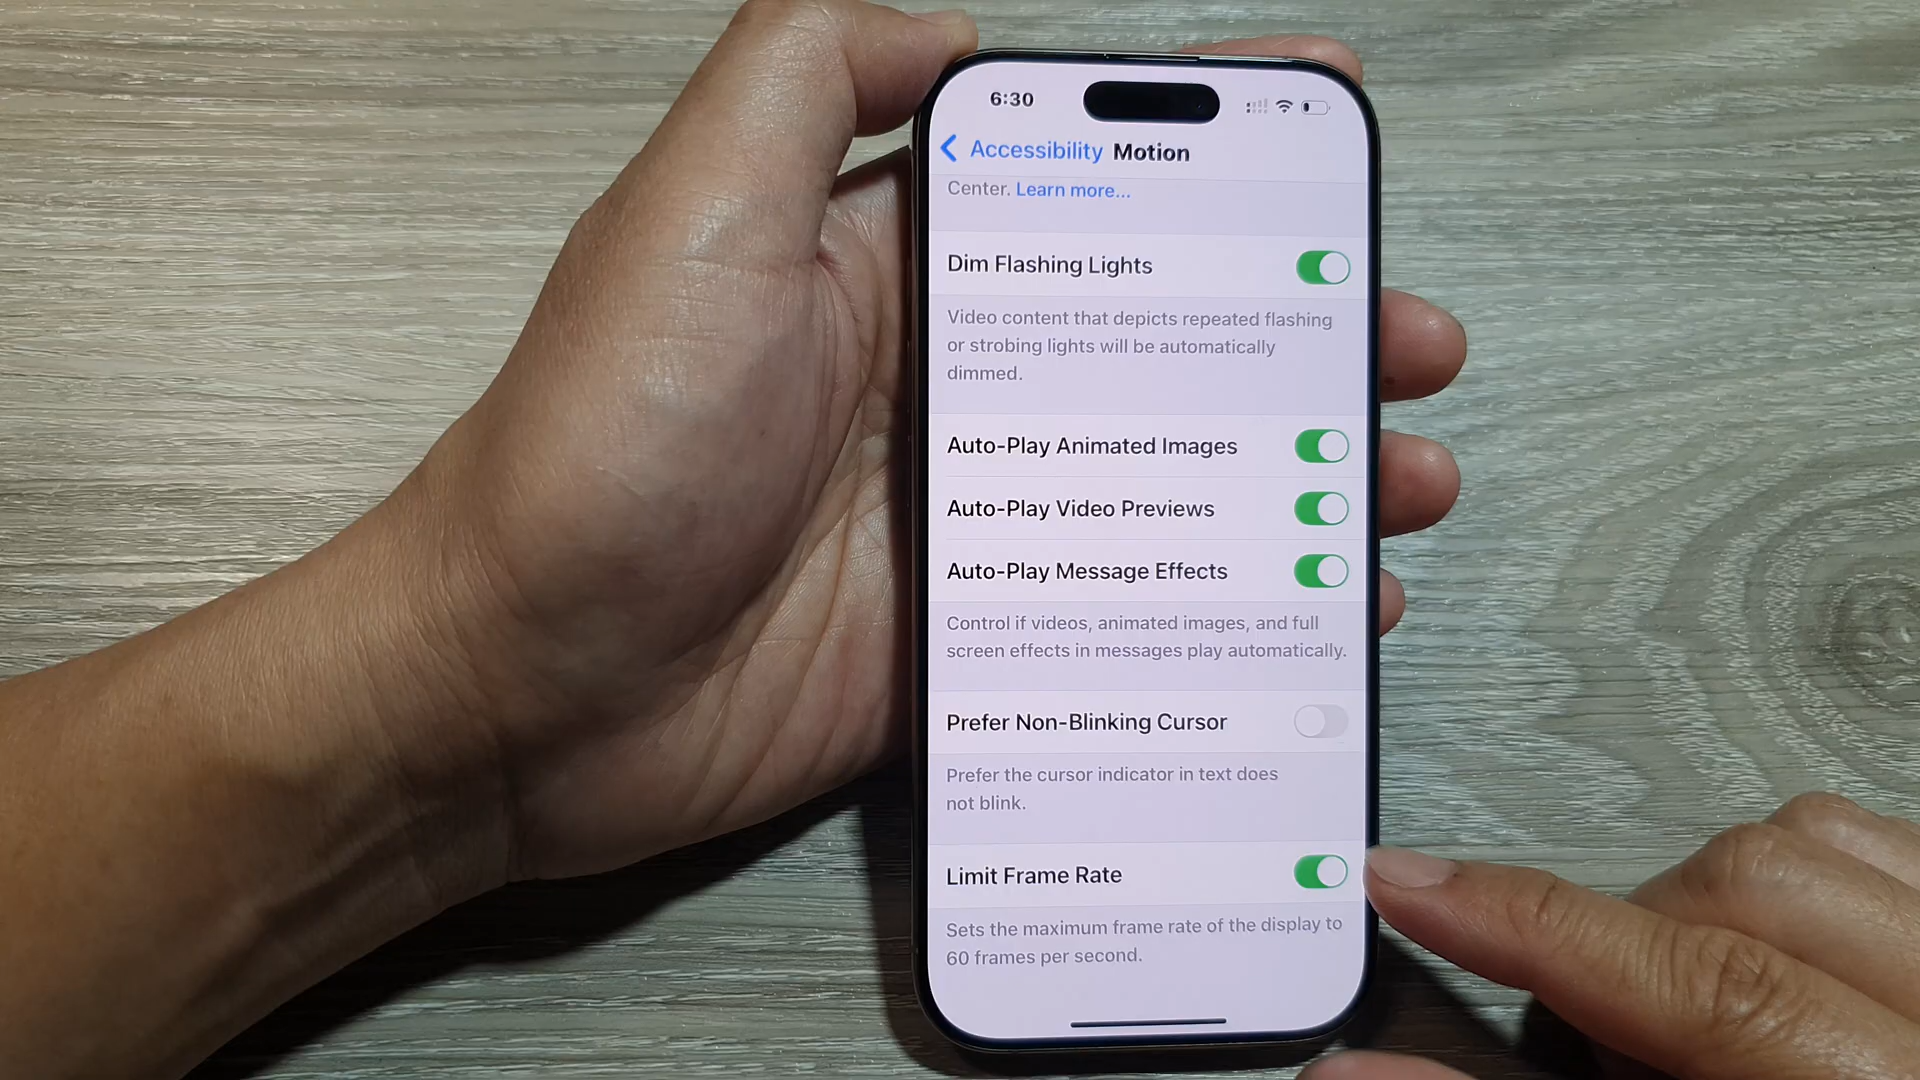 6:30
Accessibility Motion
Center. Learn more...
Dim Flashing Lights
Video content that depicts repeated flashing
or strobing lights will be automatically
dimmed.
Auto-Play Animated Images
Auto-Play Video Previews
Auto-Play Message Effects
Control if videos, animated images, and full
screen effects in messages play automatically.
Prefer Non-Blinking Cursor
Prefer the cursor indicator in text does
not blink.
Limit Frame Rate
Sets the maximum frame rate of the display to
60 frames per second.